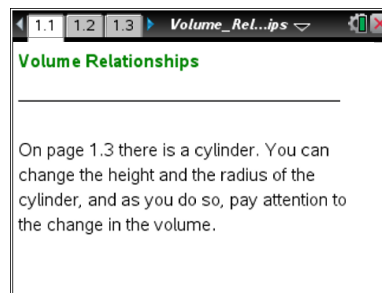 1.1 1.2 1.3 Volume_Rel...ips
Volume Relationships
On page 1.3 there is a cylinder. You can
change the height and the radius of the
cylinder, and as you do so, pay attention to
the change in the volume.